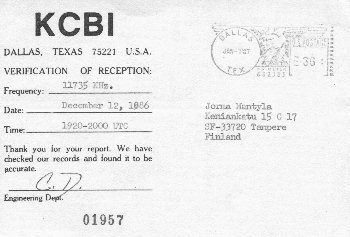 KCBI
DALLAS, TEXAS 75221 U.S.A.
VERIFICATION OF RECEPTION:
Frequency: 11735 KHz.
Date: December 12, 1986
Time: 1920-2000 UTC
Thank you for your report. We have
checked our records and found it to be
accurate.
Engineering Dept.
01957
DALLAS
TEX
Jorma Mantyla
Keniankatu 15 C 17
SF-33720 Tampere
Finland